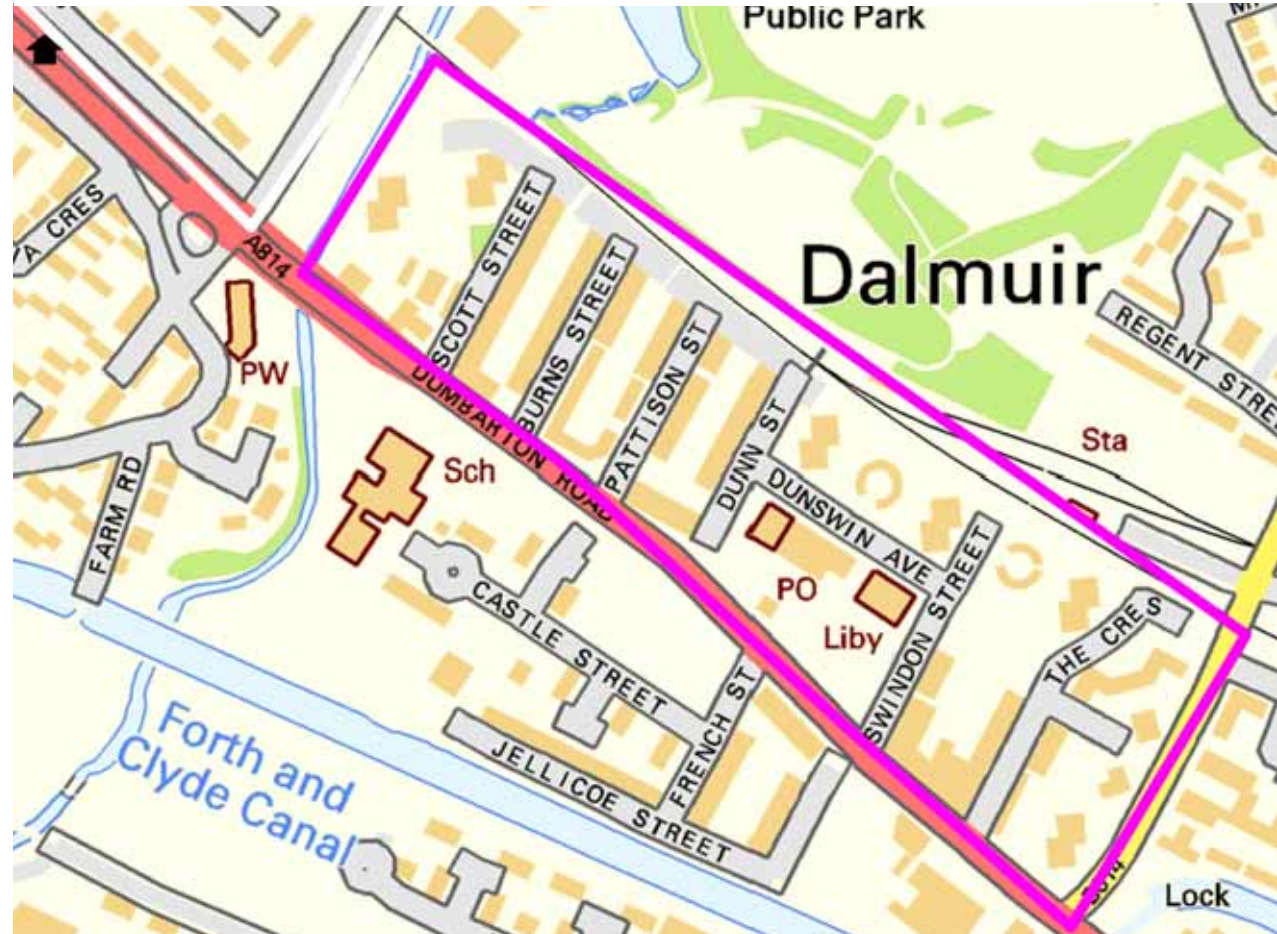 Public Park
A CRES
A814
PW
SCOTT STREET
BURNS STREET
PATTISON ST
DUNN ST
DUNSWIN AVE
Dalmuir
REGENT STREET
Sta
Sch
DUMBARTON ROAD
FARM RD
PO
Liby
SWINDON STREET
THE CRES
CASTLE STREET
FRENCH ST
JELLICOE STREET
Forth and
Clyde Canal
Lock